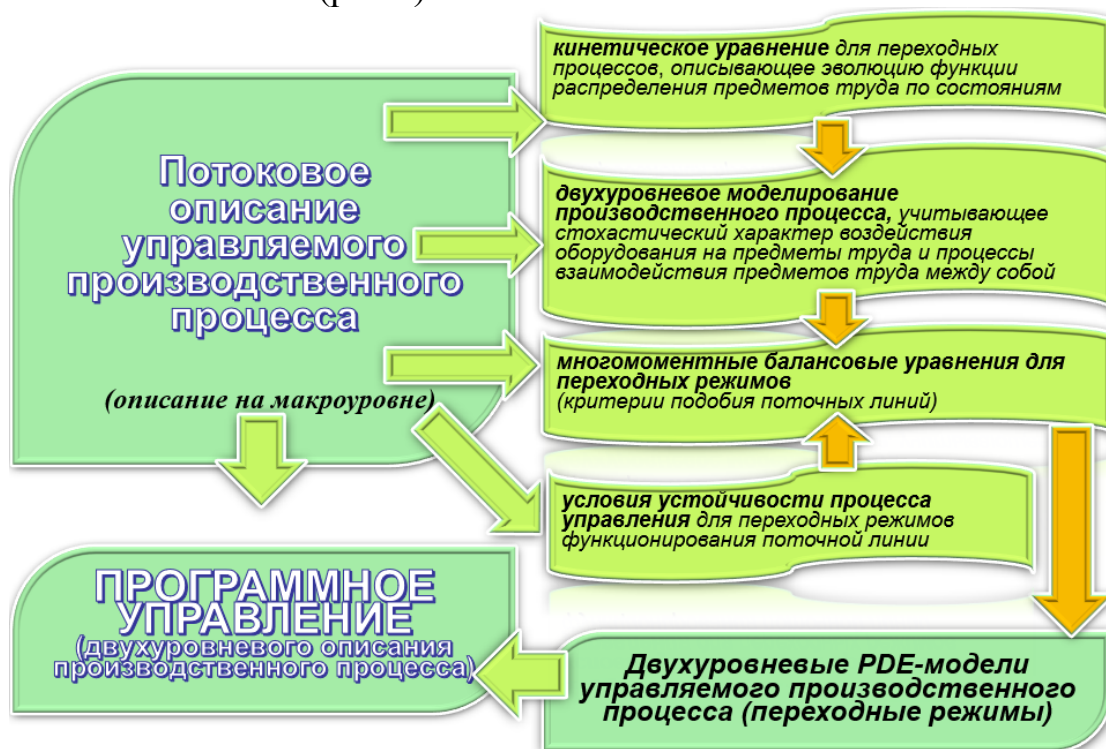 Потоковое
описание
управляемого
производственного
процесса
(описание на макроуровне)
кинетическое уравнение для переходных
процессов, описывающее эволюцию функции
распределения предметов труда по состояниям
двухуровневое моделирование
производственного процесса, учитывающее
стохастический характер воздействия
оборудования на предметы труда и процессы
взаимодействия предметов труда между собой
многомоментные балансовые уравнения для
переходных режимов
(критерии подобия поточных линий)
условия устойчивости процесса
управления для переходных режимов
функционирования поточной линии
ПРОГРАММНОЕ
УПРАВЛЕНИЕ
(двухуровневого описания
производственного процесса)
Двухуровневые PDE-модели
управляемого производственного
процесса (переходные режимы)